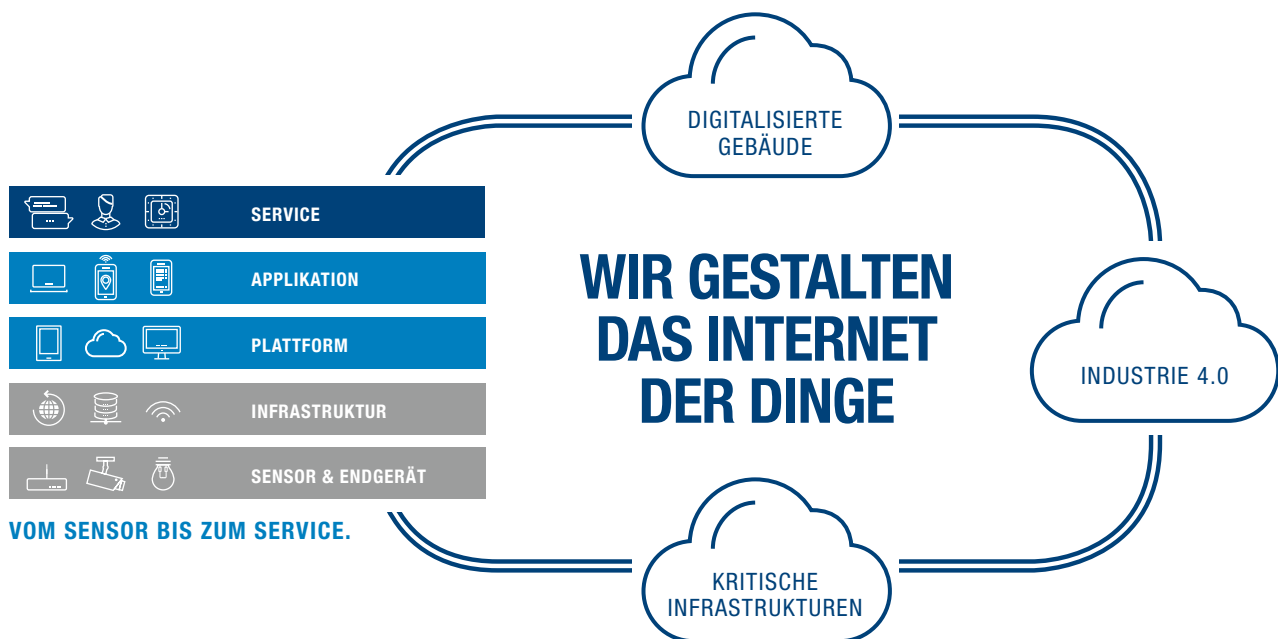 DIGITALISIERTE
GEBÄUDE
SERVICE
APPLIKATION
PLATTFORM
INFRASTRUKTUR
SENSOR & ENDGERÄT
VOM SENSOR BIS ZUM SERVICE.
WIR GESTALTEN
DAS INTERNET
DER DINGE
INDUSTRIE 4.0
KRITISCHE
INFRASTRUKTUREN